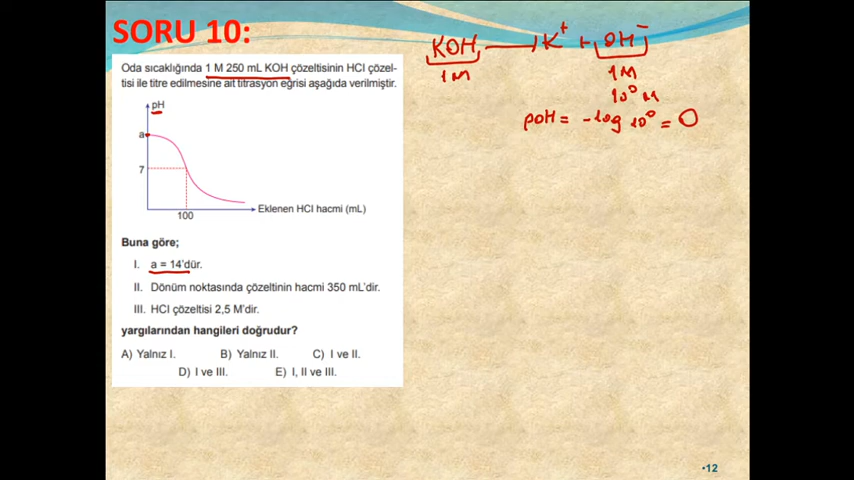 SORU 10:
Oda sıcaklığında 1 M 250 mL KOH çözeltisinin HCl çözel-
tisi ile titre edilmesine ait titrasyon eğrisi aşağıda verilmiştir.
pH
a
7
100
Eklenen HCl hacmi (mL)
Buna göre;
I. a = 14'dür.
II. Dönüm noktasında çözeltinin hacmi 350 mL'dir.
III. HCl çözeltisi 2,5 M'dir.
yargılarından hangileri doğrudur?
A) Yalnız I. B) Yalnız II. C) I ve II.
D) I ve III. E) I, II ve III.
KOH → K⁺ + OH⁻
1M 1M
10⁰ M
pOH = -log 10⁰ = 0
•12